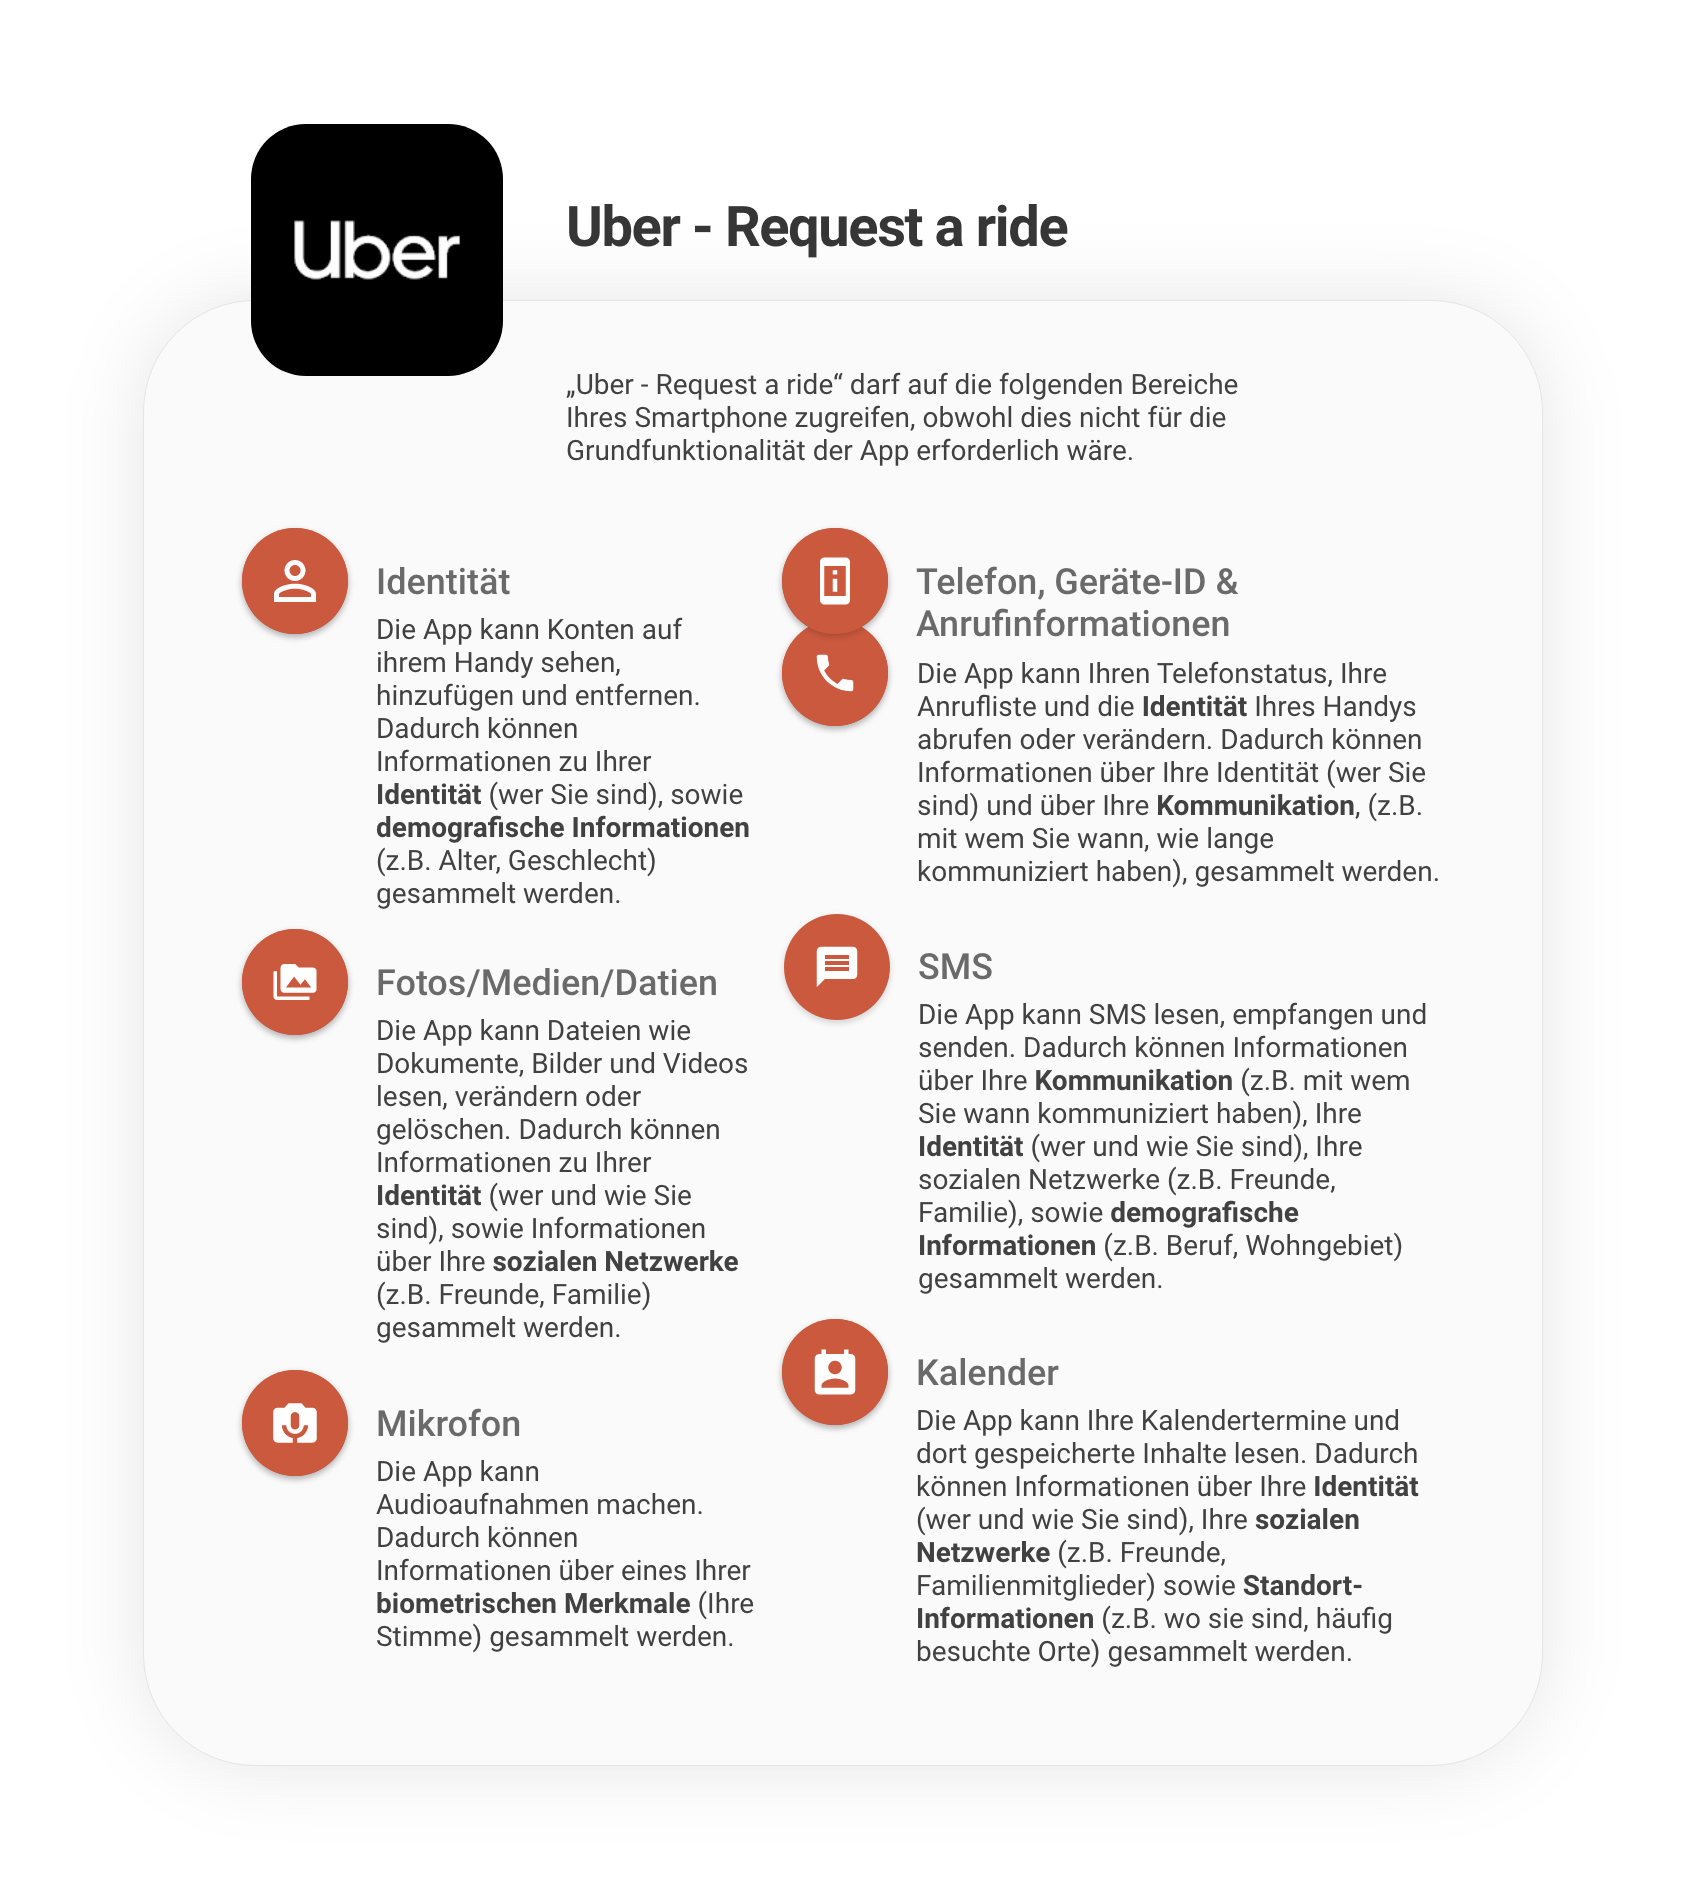 Uber
Uber - Request a ride
„Uber - Request a ride“ darf auf die folgenden Bereiche
Ihres Smartphone zugreifen, obwohl dies nicht für die
Grundfunktionalität der App erforderlich wäre.
Identität
Die App kann Konten auf
ihrem Handy sehen,
hinzufügen und entfernen.
Dadurch können
Informationen zu Ihrer
Identität (wer Sie sind), sowie
demografische Informationen
(z.B. Alter, Geschlecht)
gesammelt werden.
Fotos/Medien/Datien
Die App kann Dateien wie
Dokumente, Bilder und Videos
lesen, verändern oder
gelöschen. Dadurch können
Informationen zu Ihrer
Identität (wer und wie Sie
sind), sowie Informationen
über Ihre sozialen Netzwerke
(z.B. Freunde, Familie)
gesammelt werden.
Mikrofon
Die App kann
Audioaufnahmen machen.
Dadurch können
Informationen über eines Ihrer
biometrischen Merkmale (Ihre
Stimme) gesammelt werden.
Telefon, Geräte-ID &
Anrufinformationen
Die App kann Ihren Telefonstatus, Ihre
Anrufliste und die Identität Ihres Handys
abrufen oder verändern. Dadurch können
Informationen über Ihre Identität (wer Sie
sind) und über Ihre Kommunikation, (z.B.
mit wem Sie wann, wie lange
kommuniziert haben), gesammelt werden.
SMS
Die App kann SMS lesen, empfangen und
senden. Dadurch können Informationen
über Ihre Kommunikation (z.B. mit wem
Sie wann kommuniziert haben), Ihre
Identität (wer und wie Sie sind), Ihre
sozialen Netzwerke (z.B. Freunde,
Familie), sowie demografische
Informationen (z.B. Beruf, Wohngebiet)
gesammelt werden.
Kalender
Die App kann Ihre Kalendertermine und
dort gespeicherte Inhalte lesen. Dadurch
können Informationen über Ihre Identität
(wer und wie Sie sind), Ihre sozialen
Netzwerke (z.B. Freunde,
Familienmitglieder) sowie Standort-
Informationen (z.B. wo sie sind, häufig
besuchte Orte) gesammelt werden.